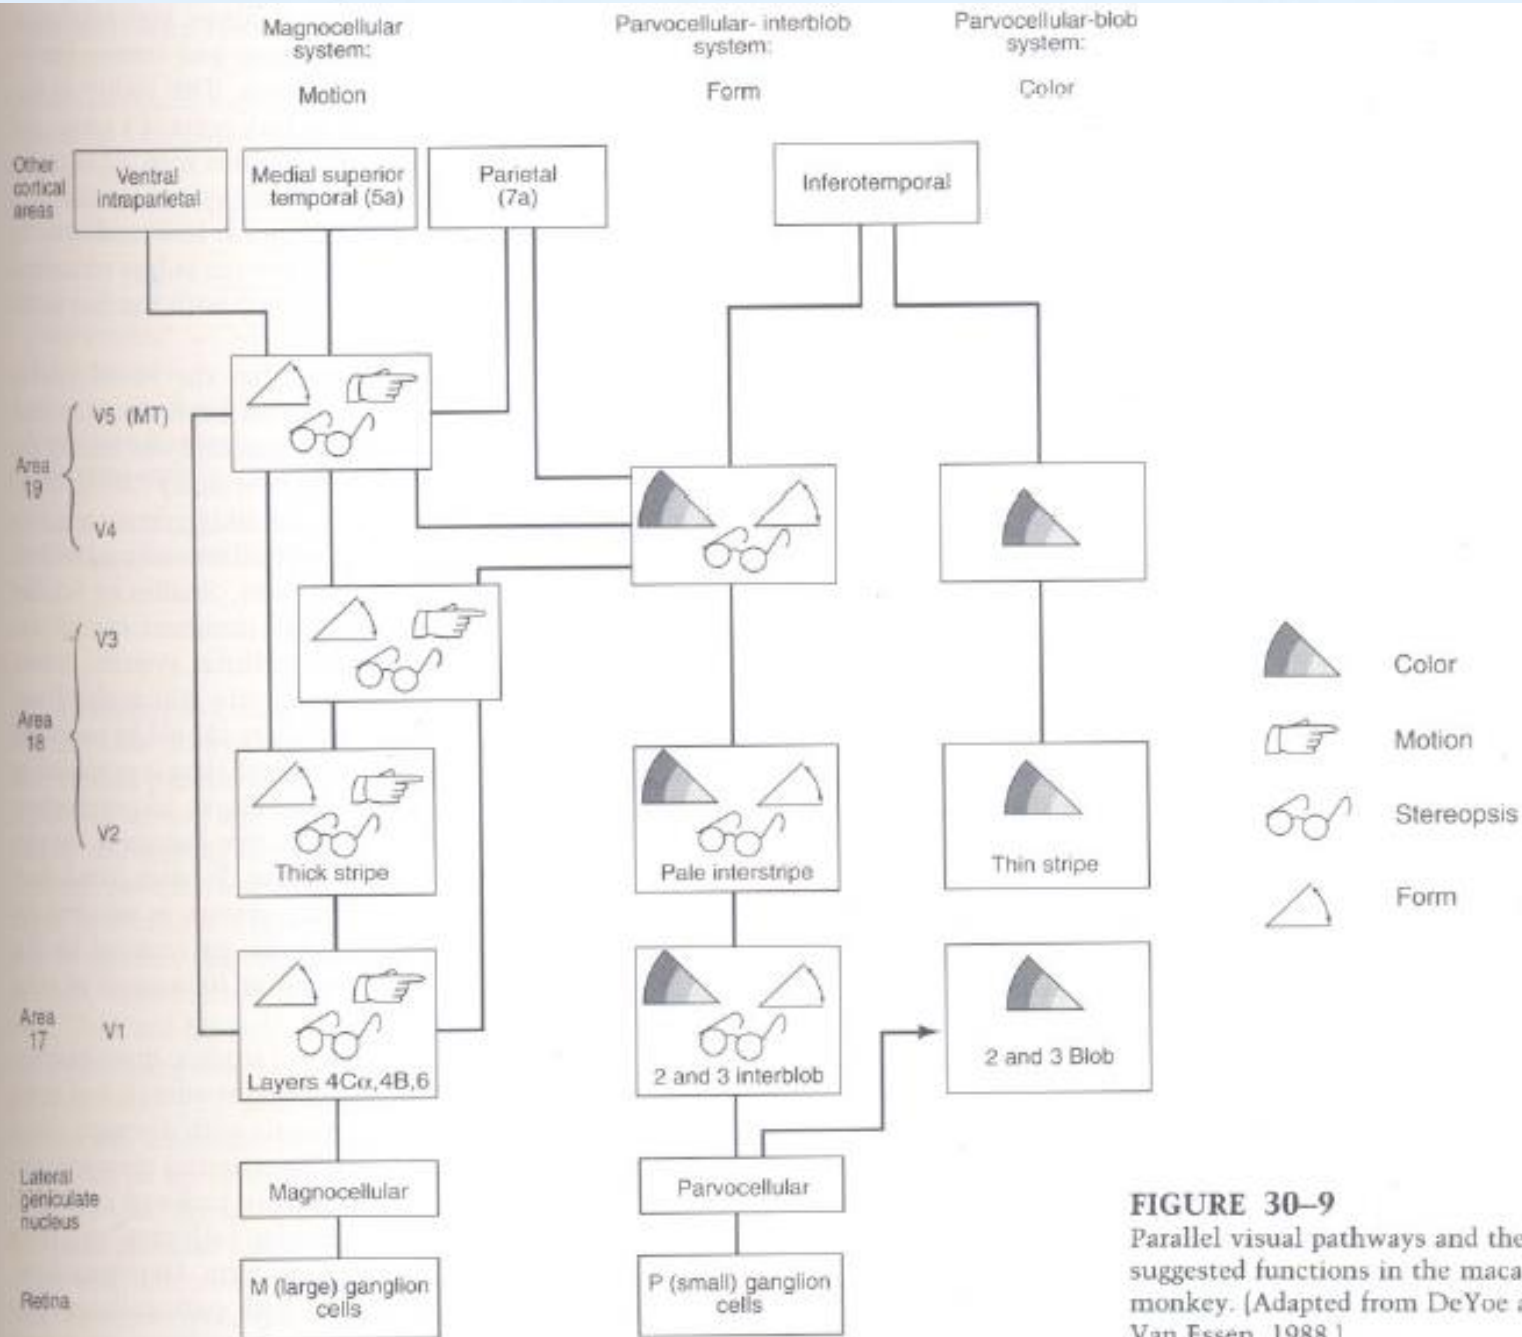 Magnocellular
system:
Motion
Parvocellular- interblob
system:
Form
Parvocellular-blob
system:
Color
Other
cortical
areas
Ventral
intraparietal
Medial superior
temporal (5a)
Parietal
(7a)
Inferotemporal
V5 (MT)
Area
19
V4
V3
Area
18
V2
Thick stripe
Pale interstripe
Thin stripe
Area
17
V1
Layers 4Cα,4B,6
2 and 3 interblob
2 and 3 Blob
Lateral
geniculate
nucleus
Magnocellular
Parvocellular
Retina
M (large) ganglion
cells
P (small) ganglion
cells
Color
Motion
Stereopsis
Form
FIGURE 30–9
Parallel visual pathways and the
suggested functions in the maca
monkey. [Adapted from DeYoe a
Van Essen, 1988.]